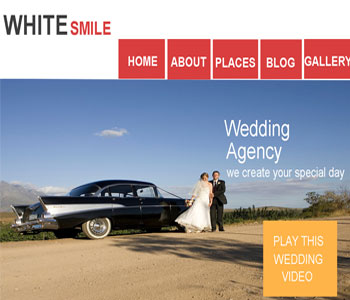 WHITE SMILE
HOME ABOUT PLACES BLOG GALLERY
Wedding
Agency
we create your special day
PLAY THIS
WEDDING
VIDEO